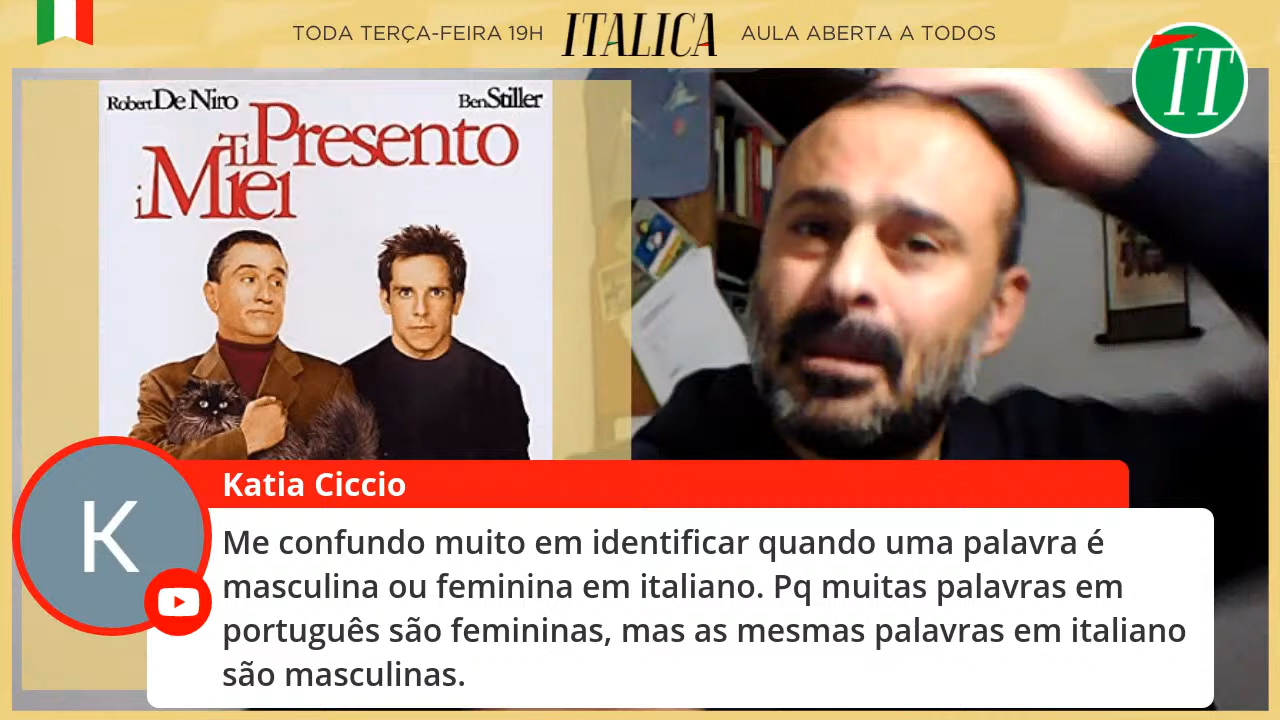 TODA TERÇA-FEIRA 19H ITALICA AULA ABERTA A TODOS
IT
Robert De Niro Ben Stiller
Ti Presento
i Miei
K
Katia Ciccio
Me confundo muito em identificar quando uma palavra é
masculina ou feminina em italiano. Pq muitas palavras em
português são femininas, mas as mesmas palavras em italiano
são masculinas.